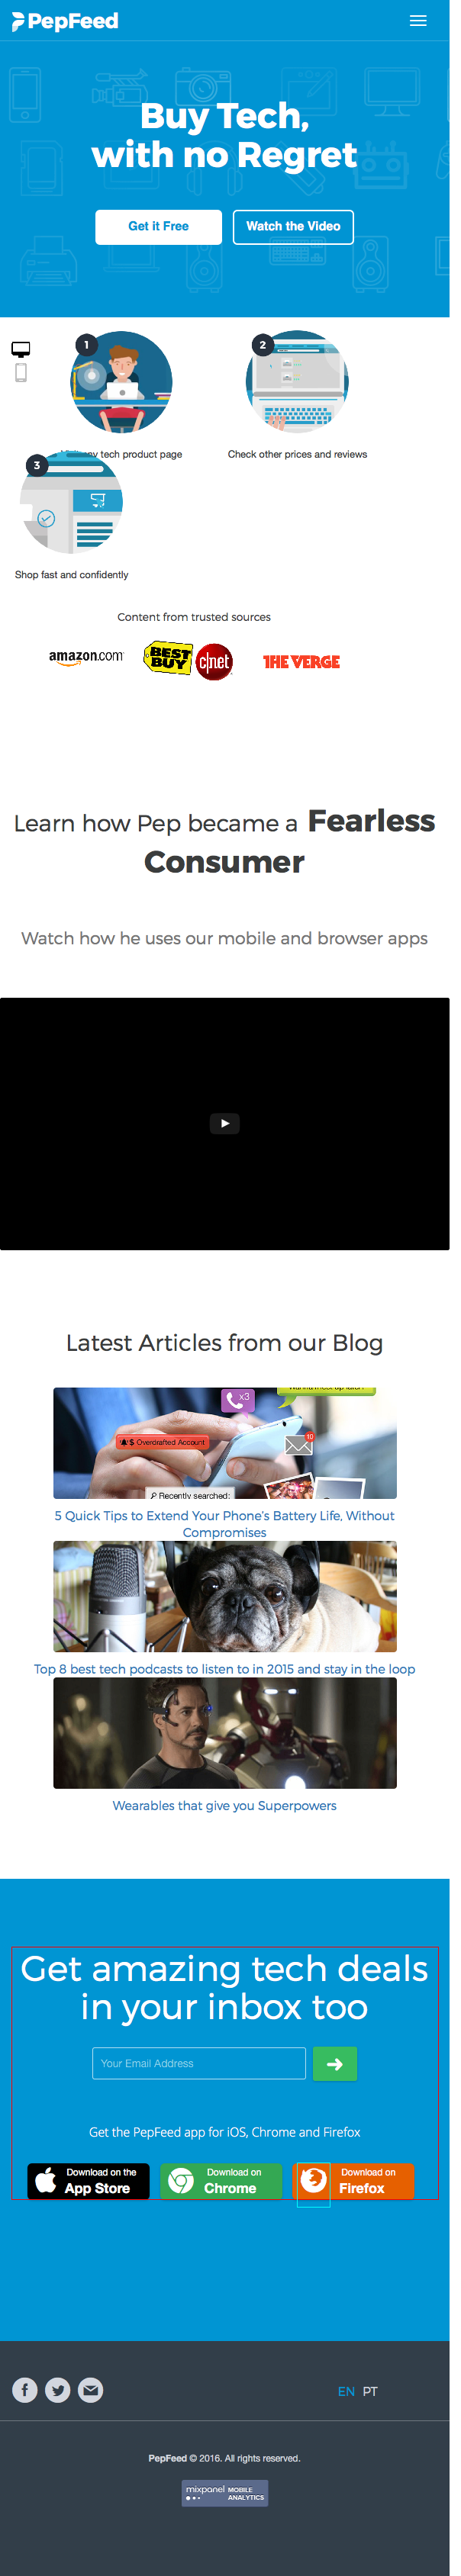 PepFeed
Buy Tech,
with no Regret
Get it Free
Watch the Video
1
2
any tech product page
Check other prices and reviews
3
Shop fast and confidently
Content from trusted sources
amazon.com
BEST
BUY
c|net
THE VERGE
Learn how Pep became a Fearless
Consumer
Watch how he uses our mobile and browser apps
Latest Articles from our Blog
x3
Overdrafted Account
10
Recently searched:
5 Quick Tips to Extend Your Phone's Battery Life, Without
Compromises
Top 8 best tech podcasts to listen to in 2015 and stay in the loop
Wearables that give you Superpowers
Get amazing tech deals
in your inbox too
Your Email Address
Get the PepFeed app for iOS, Chrome and Firefox
Download on the
App Store
Download on
Chrome
Download on
Firefox
EN PT
PepFeed © 2016. All rights reserved.
mixpanel MOBILE
ANALYTICS